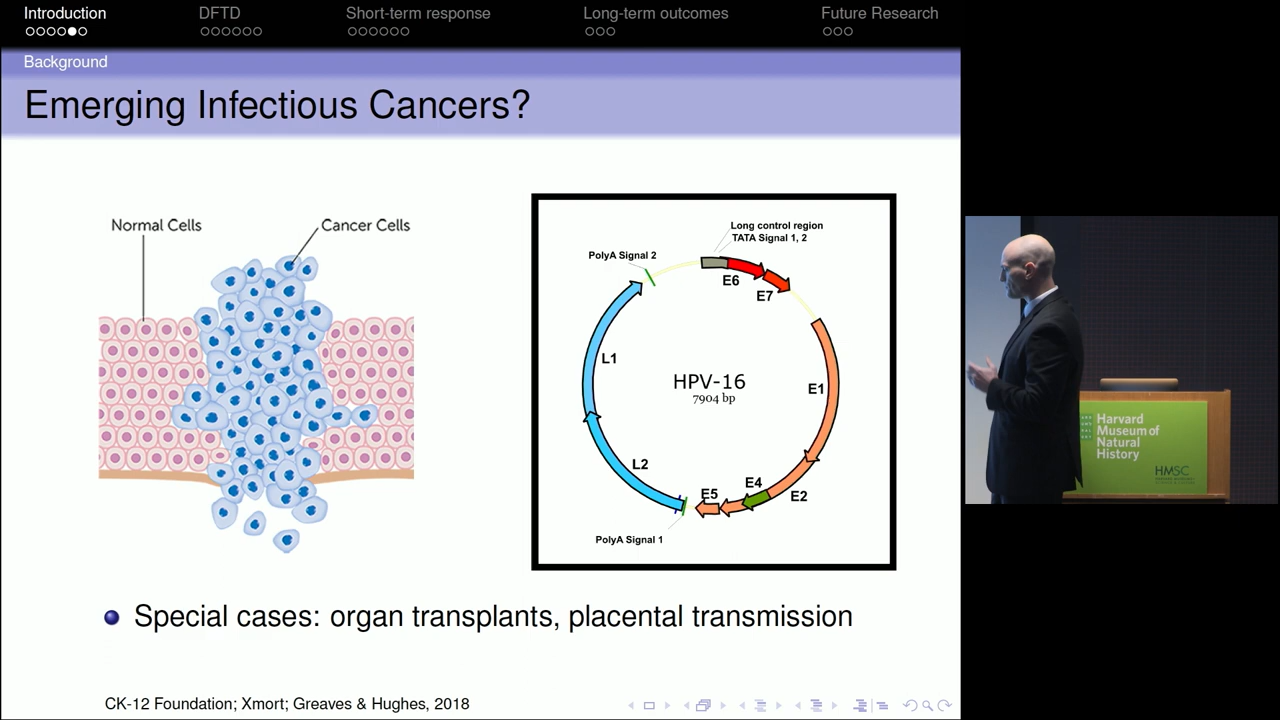 Introduction
DFTD
Short-term response
Long-term outcomes
Future Research
Background
Emerging Infectious Cancers?
Normal Cells
Cancer Cells
Long control region
TATA Signal 1, 2
PolyA Signal 2
E6
E7
L1
HPV-16
7904 bp
E1
L2
E4
E5
E2
PolyA Signal 1
Special cases: organ transplants, placental transmission
CK-12 Foundation; Xmort; Greaves & Hughes, 2018
Harvard
Museum of
Natural
History
HMSC